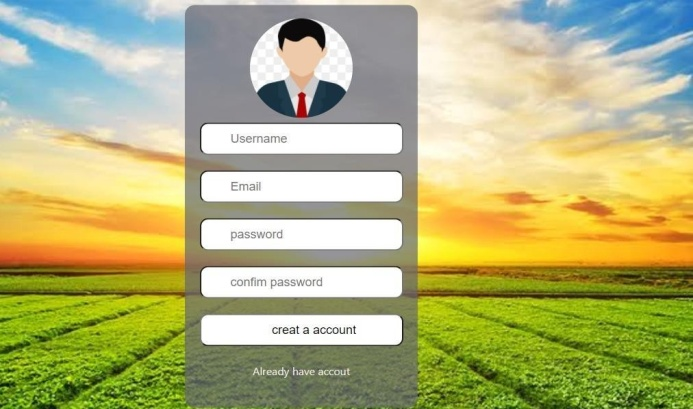 Username
Email
password
confim password
creat a account
Already have accout